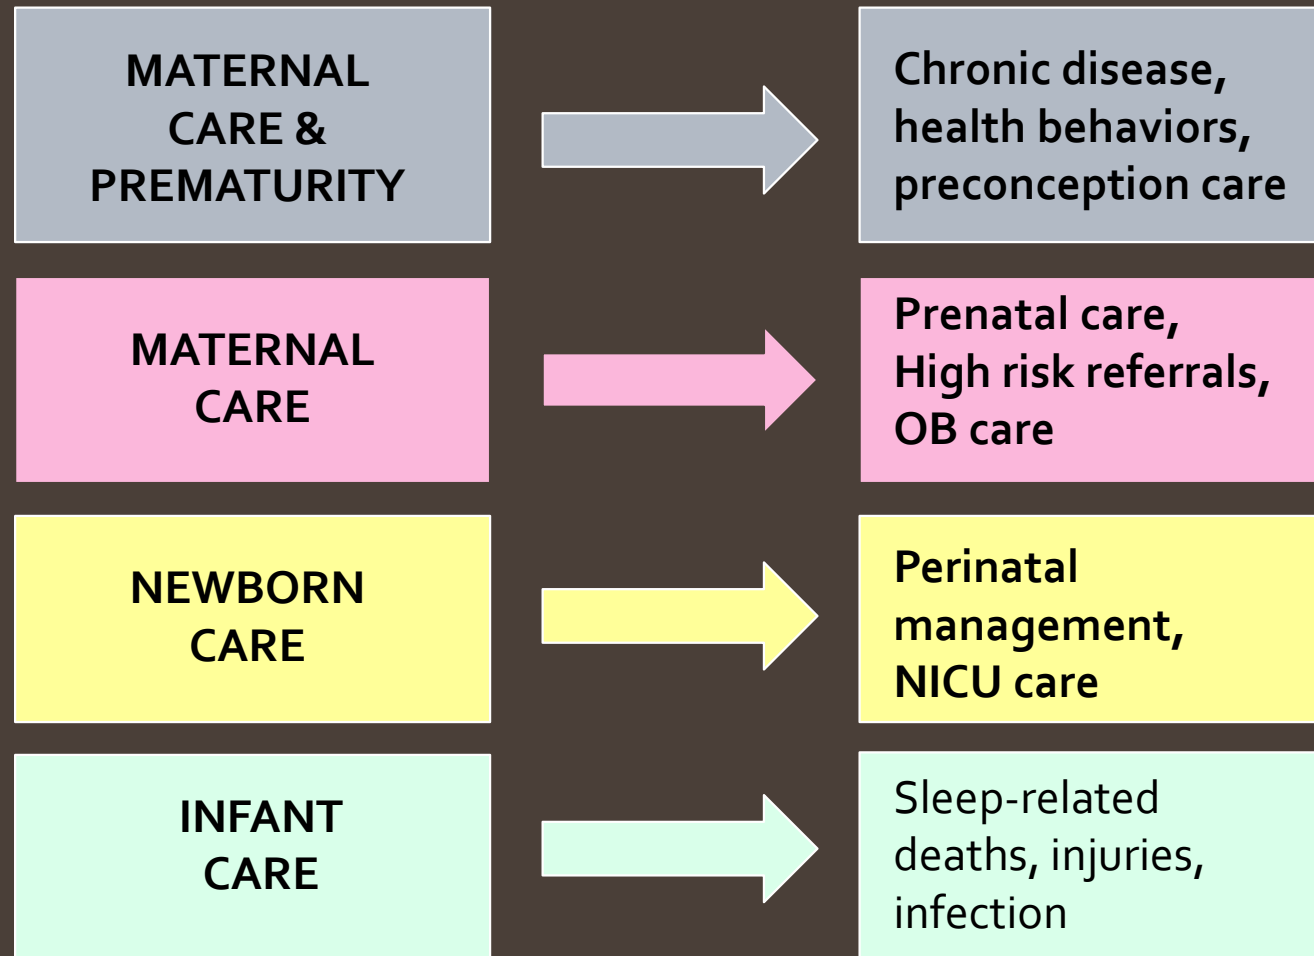 MATERNAL
CARE &
PREMATURITY
Chronic disease,
health behaviors,
preconception care
MATERNAL
CARE
Prenatal care,
High risk referrals,
OB care
NEWBORN
CARE
Perinatal
management,
NICU care
INFANT
CARE
Sleep-related
deaths, injuries,
infection